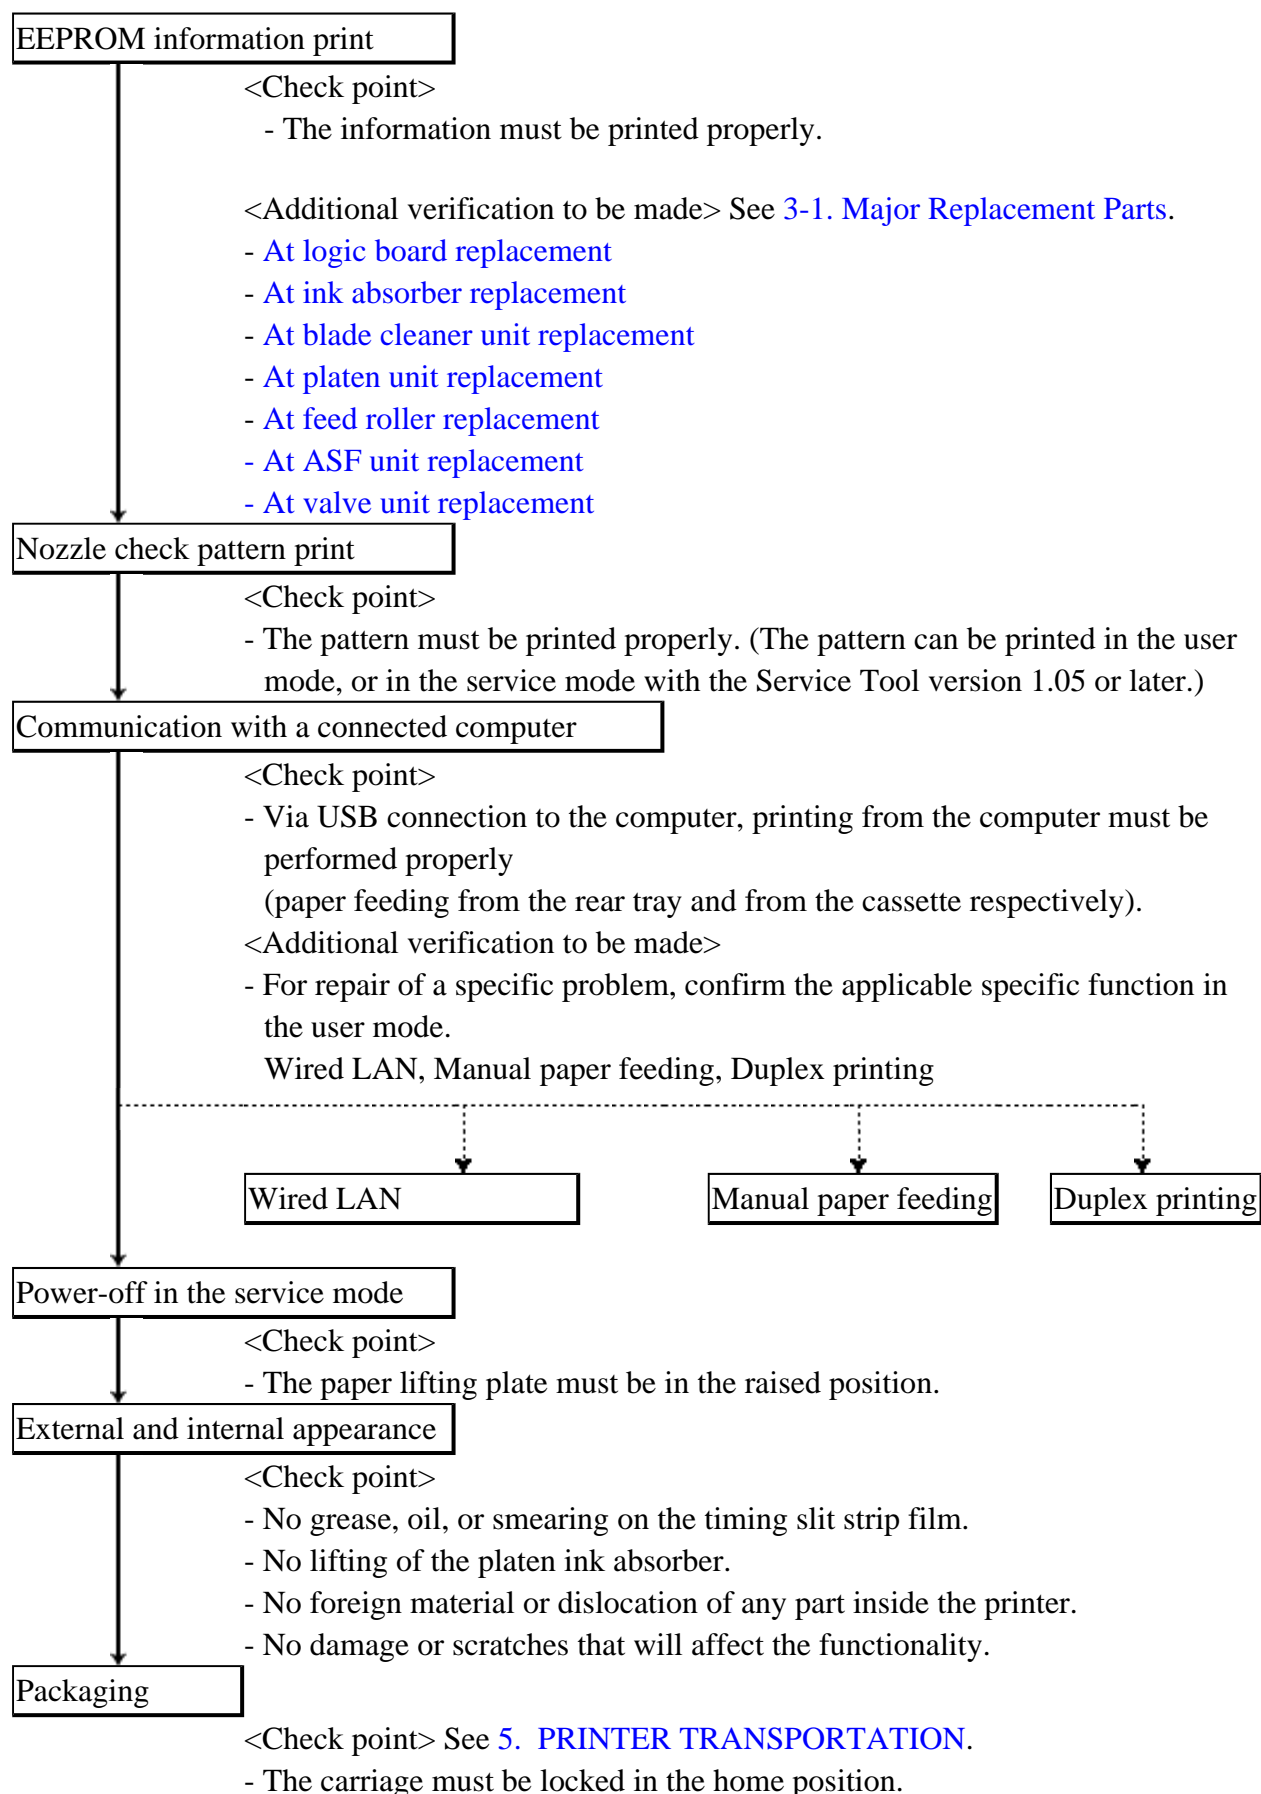 EEPROM information print
<Check point>
- The information must be printed properly.
<Additional verification to be made> See 3-1. Major Replacement Parts.
- At logic board replacement
- At ink absorber replacement
- At blade cleaner unit replacement
- At platen unit replacement
- At feed roller replacement
- At ASF unit replacement
- At valve unit replacement
Nozzle check pattern print
<Check point>
- The pattern must be printed properly. (The pattern can be printed in the user
mode, or in the service mode with the Service Tool version 1.05 or later.)
Communication with a connected computer
<Check point>
- Via USB connection to the computer, printing from the computer must be
performed properly
(paper feeding from the rear tray and from the cassette respectively).
<Additional verification to be made>
- For repair of a specific problem, confirm the applicable specific function in
the user mode.
Wired LAN, Manual paper feeding, Duplex printing
Wired LAN
Manual paper feeding
Duplex printing
Power-off in the service mode
<Check point>
- The paper lifting plate must be in the raised position.
External and internal appearance
<Check point>
- No grease, oil, or smearing on the timing slit strip film.
- No lifting of the platen ink absorber.
- No foreign material or dislocation of any part inside the printer.
- No damage or scratches that will affect the functionality.
Packaging
<Check point> See 5. PRINTER TRANSPORTATION.
- The carriage must be locked in the home position.